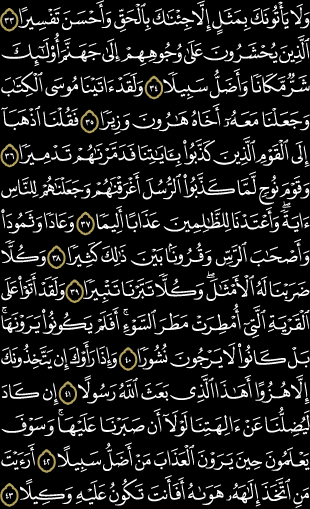 وَلَا يَأْتُونَكَ بِمَثَلٍ إِلَّا جِئْنَٰكَ بِٱلْحَقِّ وَأَحْسَنَ تَفْسِيرًا ٣٣
ٱلَّذِينَ يُحْشَرُونَ عَلَىٰ وُجُوهِهِمْ إِلَىٰ جَهَنَّمَ أُو۟لَٰٓئِكَ
شَرٌّ مَّكَانًا وَأَضَلُّ سَبِيلًا ٣٤ وَلَقَدْ ءَاتَيْنَا مُوسَى ٱلْكِتَٰبَ
وَجَعَلْنَا مَعَهُۥٓ أَخَاهُ هَٰرُونَ وَزِيرًا ٣٥ فَقُلْنَا ٱذْهَبَآ
إِلَى ٱلْقَوْمِ ٱلَّذِينَ كَذَّبُوا۟ بِـَٔايَٰتِنَا فَدَمَّرْنَٰهُمْ تَدْمِيرًا ٣٦
وَقَوْمَ نُوحٍ لَّمَّا كَذَّبُوا۟ ٱلرُّسُلَ أَغْرَقْنَٰهُمْ وَجَعَلْنَٰهُمْ لِلنَّاسِ
ءَايَةً ۖ وَأَعْتَدْنَا لِلظَّٰلِمِينَ عَذَابًا أَلِيمًا ٣٧ وَعَادًا وَثَمُودَا۟
وَأَصْحَٰبَ ٱلرَّسِّ وَقُرُونًۢا بَيْنَ ذَٰلِكَ كَثِيرًا ٣٨ وَكُلًّا
ضَرَبْنَا لَهُ ٱلْأَمْثَٰلَ ۖ وَكُلًّا تَبَّرْنَا تَتْبِيرًا ٣٩ وَلَقَدْ أَتَوْا۟ عَلَى
ٱلْقَرْيَةِ ٱلَّتِىٓ أُمْطِرَتْ مَطَرَ ٱلسَّوْءِ ۚ أَفَلَمْ يَكُونُوا۟ يَرَوْنَهَا ۚ
بَلْ كَانُوا۟ لَا يَرْجُونَ نُشُورًا ٤٠ وَإِذَا رَأَوْكَ إِن يَتَّخِذُونَكَ
إِلَّا هُزُوًا أَهَٰذَا ٱلَّذِى بَعَثَ ٱللَّهُ رَسُولًا ٤١ إِن كَادَ
لَيُضِلُّنَا عَنْ ءَالِهَتِنَا لَوْلَآ أَن صَبَرْنَا عَلَيْهَا ۚ وَسَوْفَ
يَعْلَمُونَ حِينَ يَرَوْنَ ٱلْعَذَابَ مَنْ أَضَلُّ سَبِيلًا ٤٢ أَرَءَيْتَ
مَنِ ٱتَّخَذَ إِلَٰهَهُۥ هَوَىٰهُ أَفَأَنتَ تَكُونُ عَلَيْهِ وَكِيلًا ٤٣